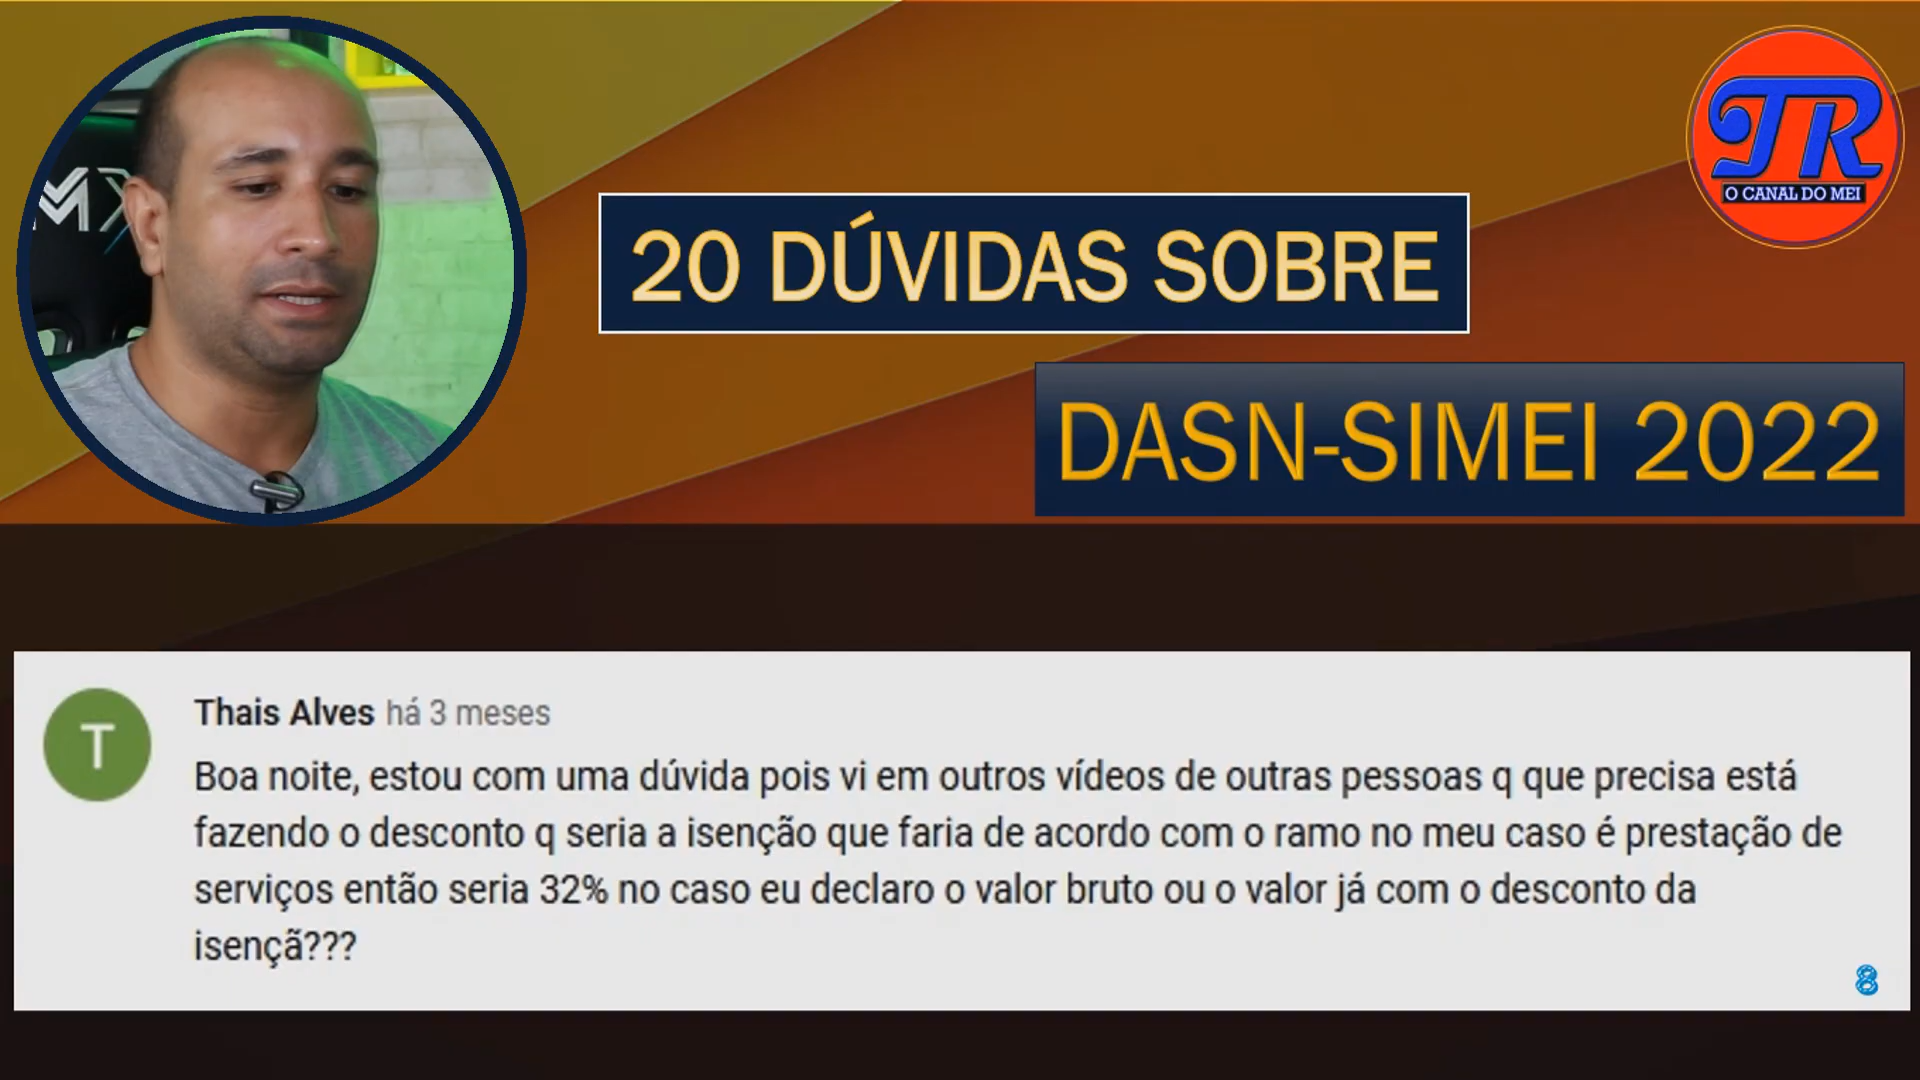 MX
TR
O CANAL DO MEI
20 DÚVIDAS SOBRE
DASN-SIMEI 2022
T
Thais Alves há 3 meses
Boa noite, estou com uma dúvida pois vi em outros vídeos de outras pessoas q que precisa está
fazendo o desconto q seria a isenção que faria de acordo com o ramo no meu caso é prestação de
serviços então seria 32% no caso eu declaro o valor bruto ou o valor já com o desconto da
isençã???
8